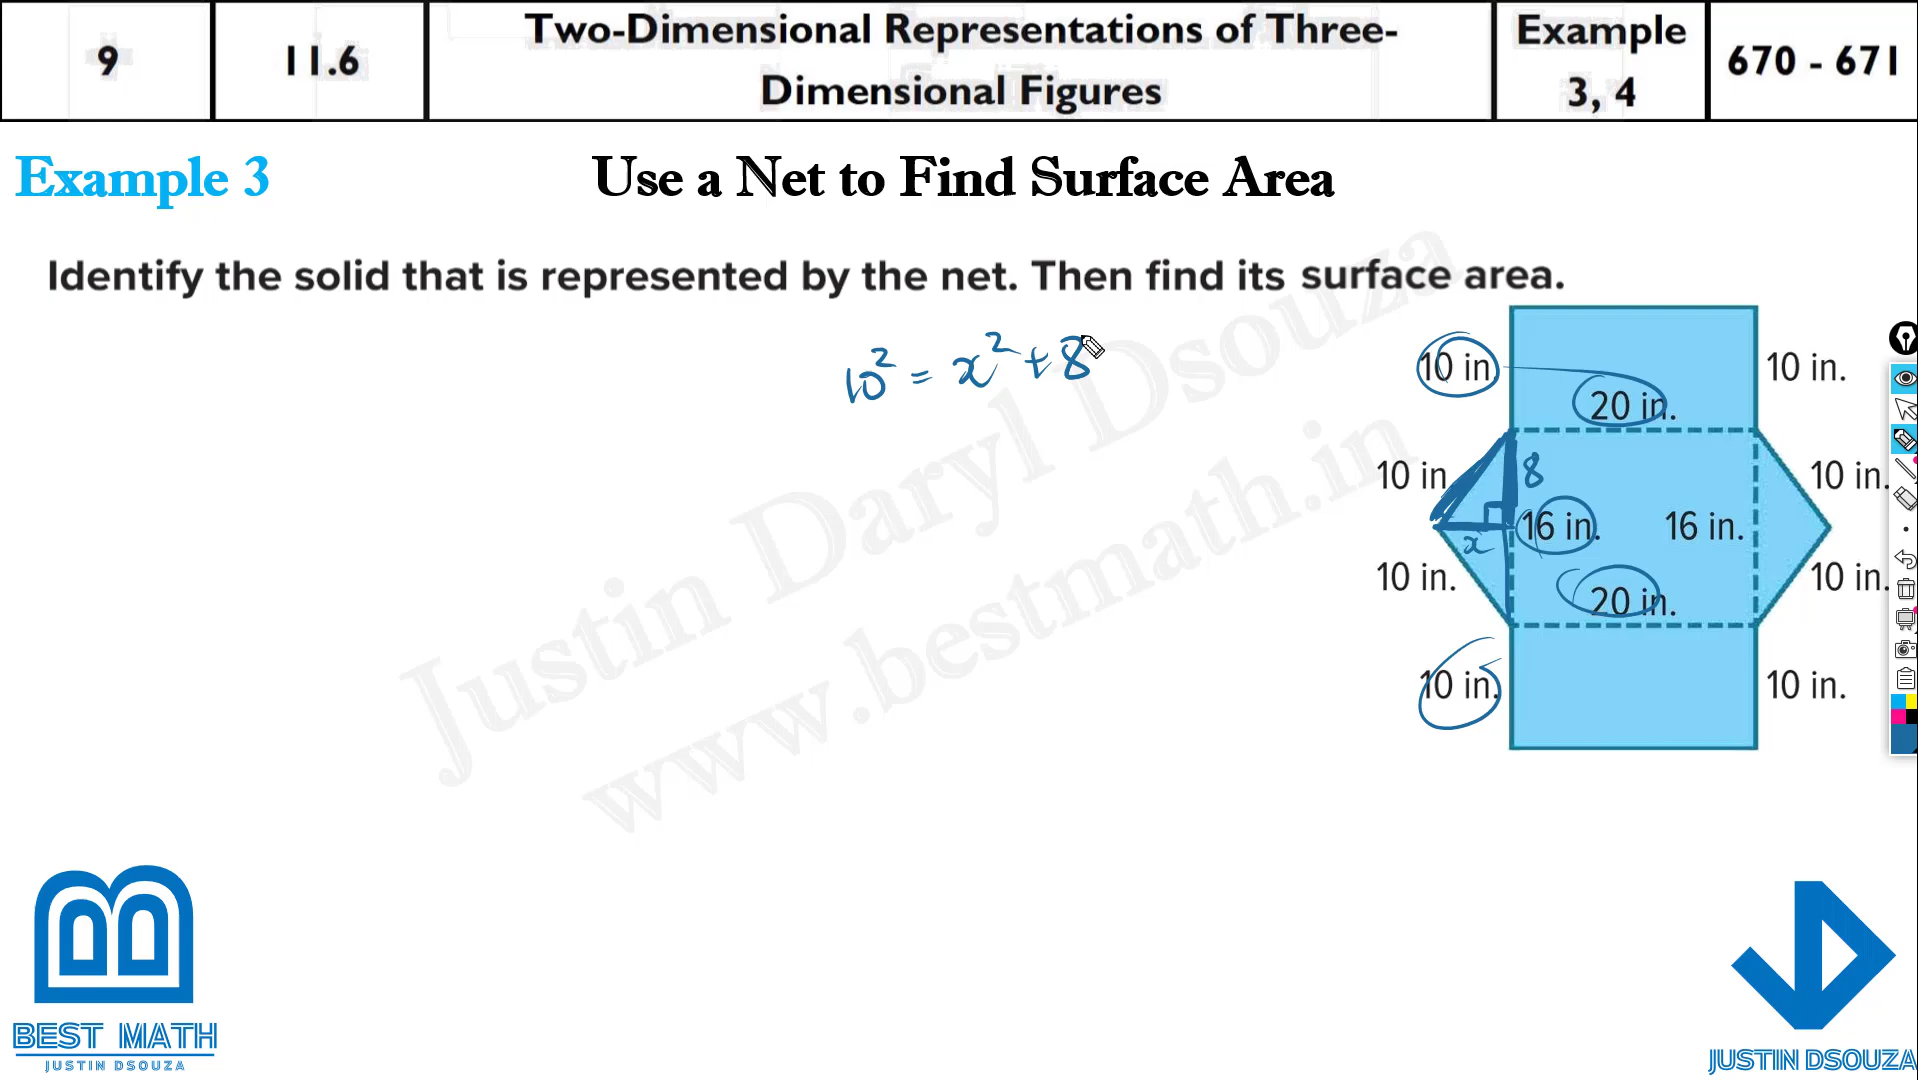 9
11.6
Two-Dimensional Representations of Three-
Dimensional Figures
Example
3, 4
670 - 671
Example 3
Use a Net to Find Surface Area
Identify the solid that is represented by the net. Then find its surface area.
10² = x² + 8
10 in.
10 in.
20 in.
10 in.
8
10 in.
16 in.
16 in.
x
10 in.
20 in.
10 in.
10 in.
10 in.
Justin Daryl Dsouza
www.bestmath.in
BEST MATH
JUSTIN DSOUZA
JUSTIN DSOUZA